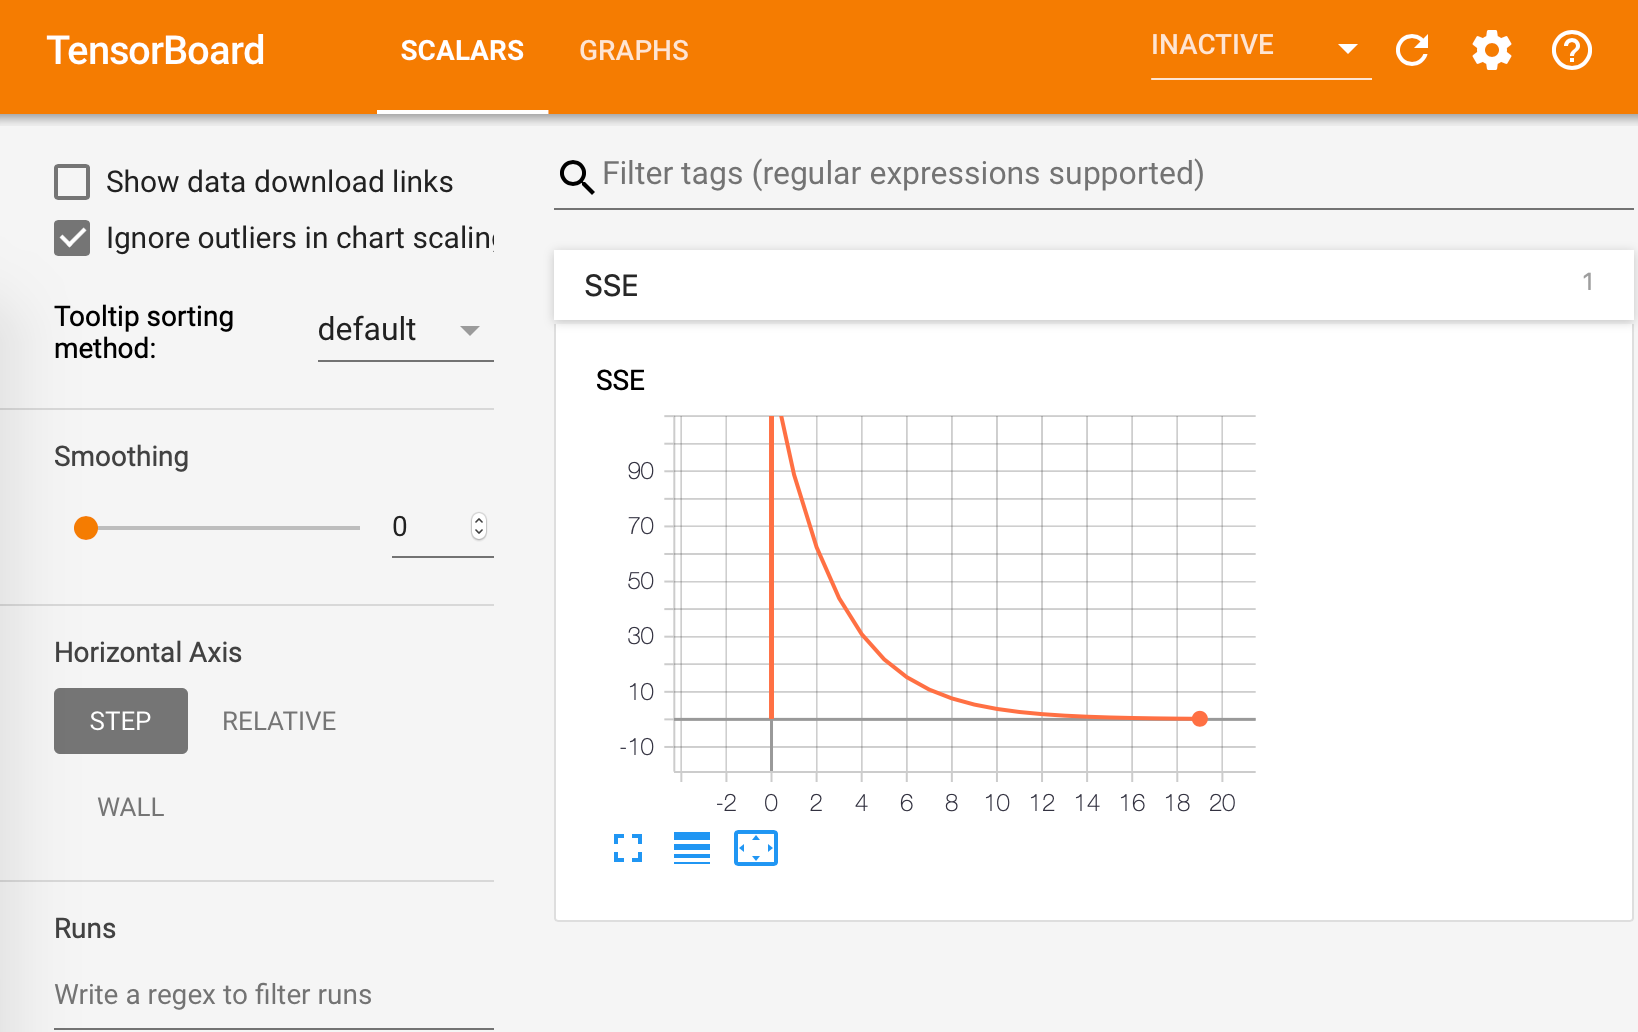 TensorBoard
SCALARS
GRAPHS
INACTIVE
Show data download links
Ignore outliers in chart scaling
Tooltip sorting
method:
default
Smoothing
0
Horizontal Axis
STEP
RELATIVE
WALL
Runs
Write a regex to filter runs
Filter tags (regular expressions supported)
SSE
1
SSE
90
70
50
30
10
-10
-2 0 2 4 6 8 10 12 14 16 18 20